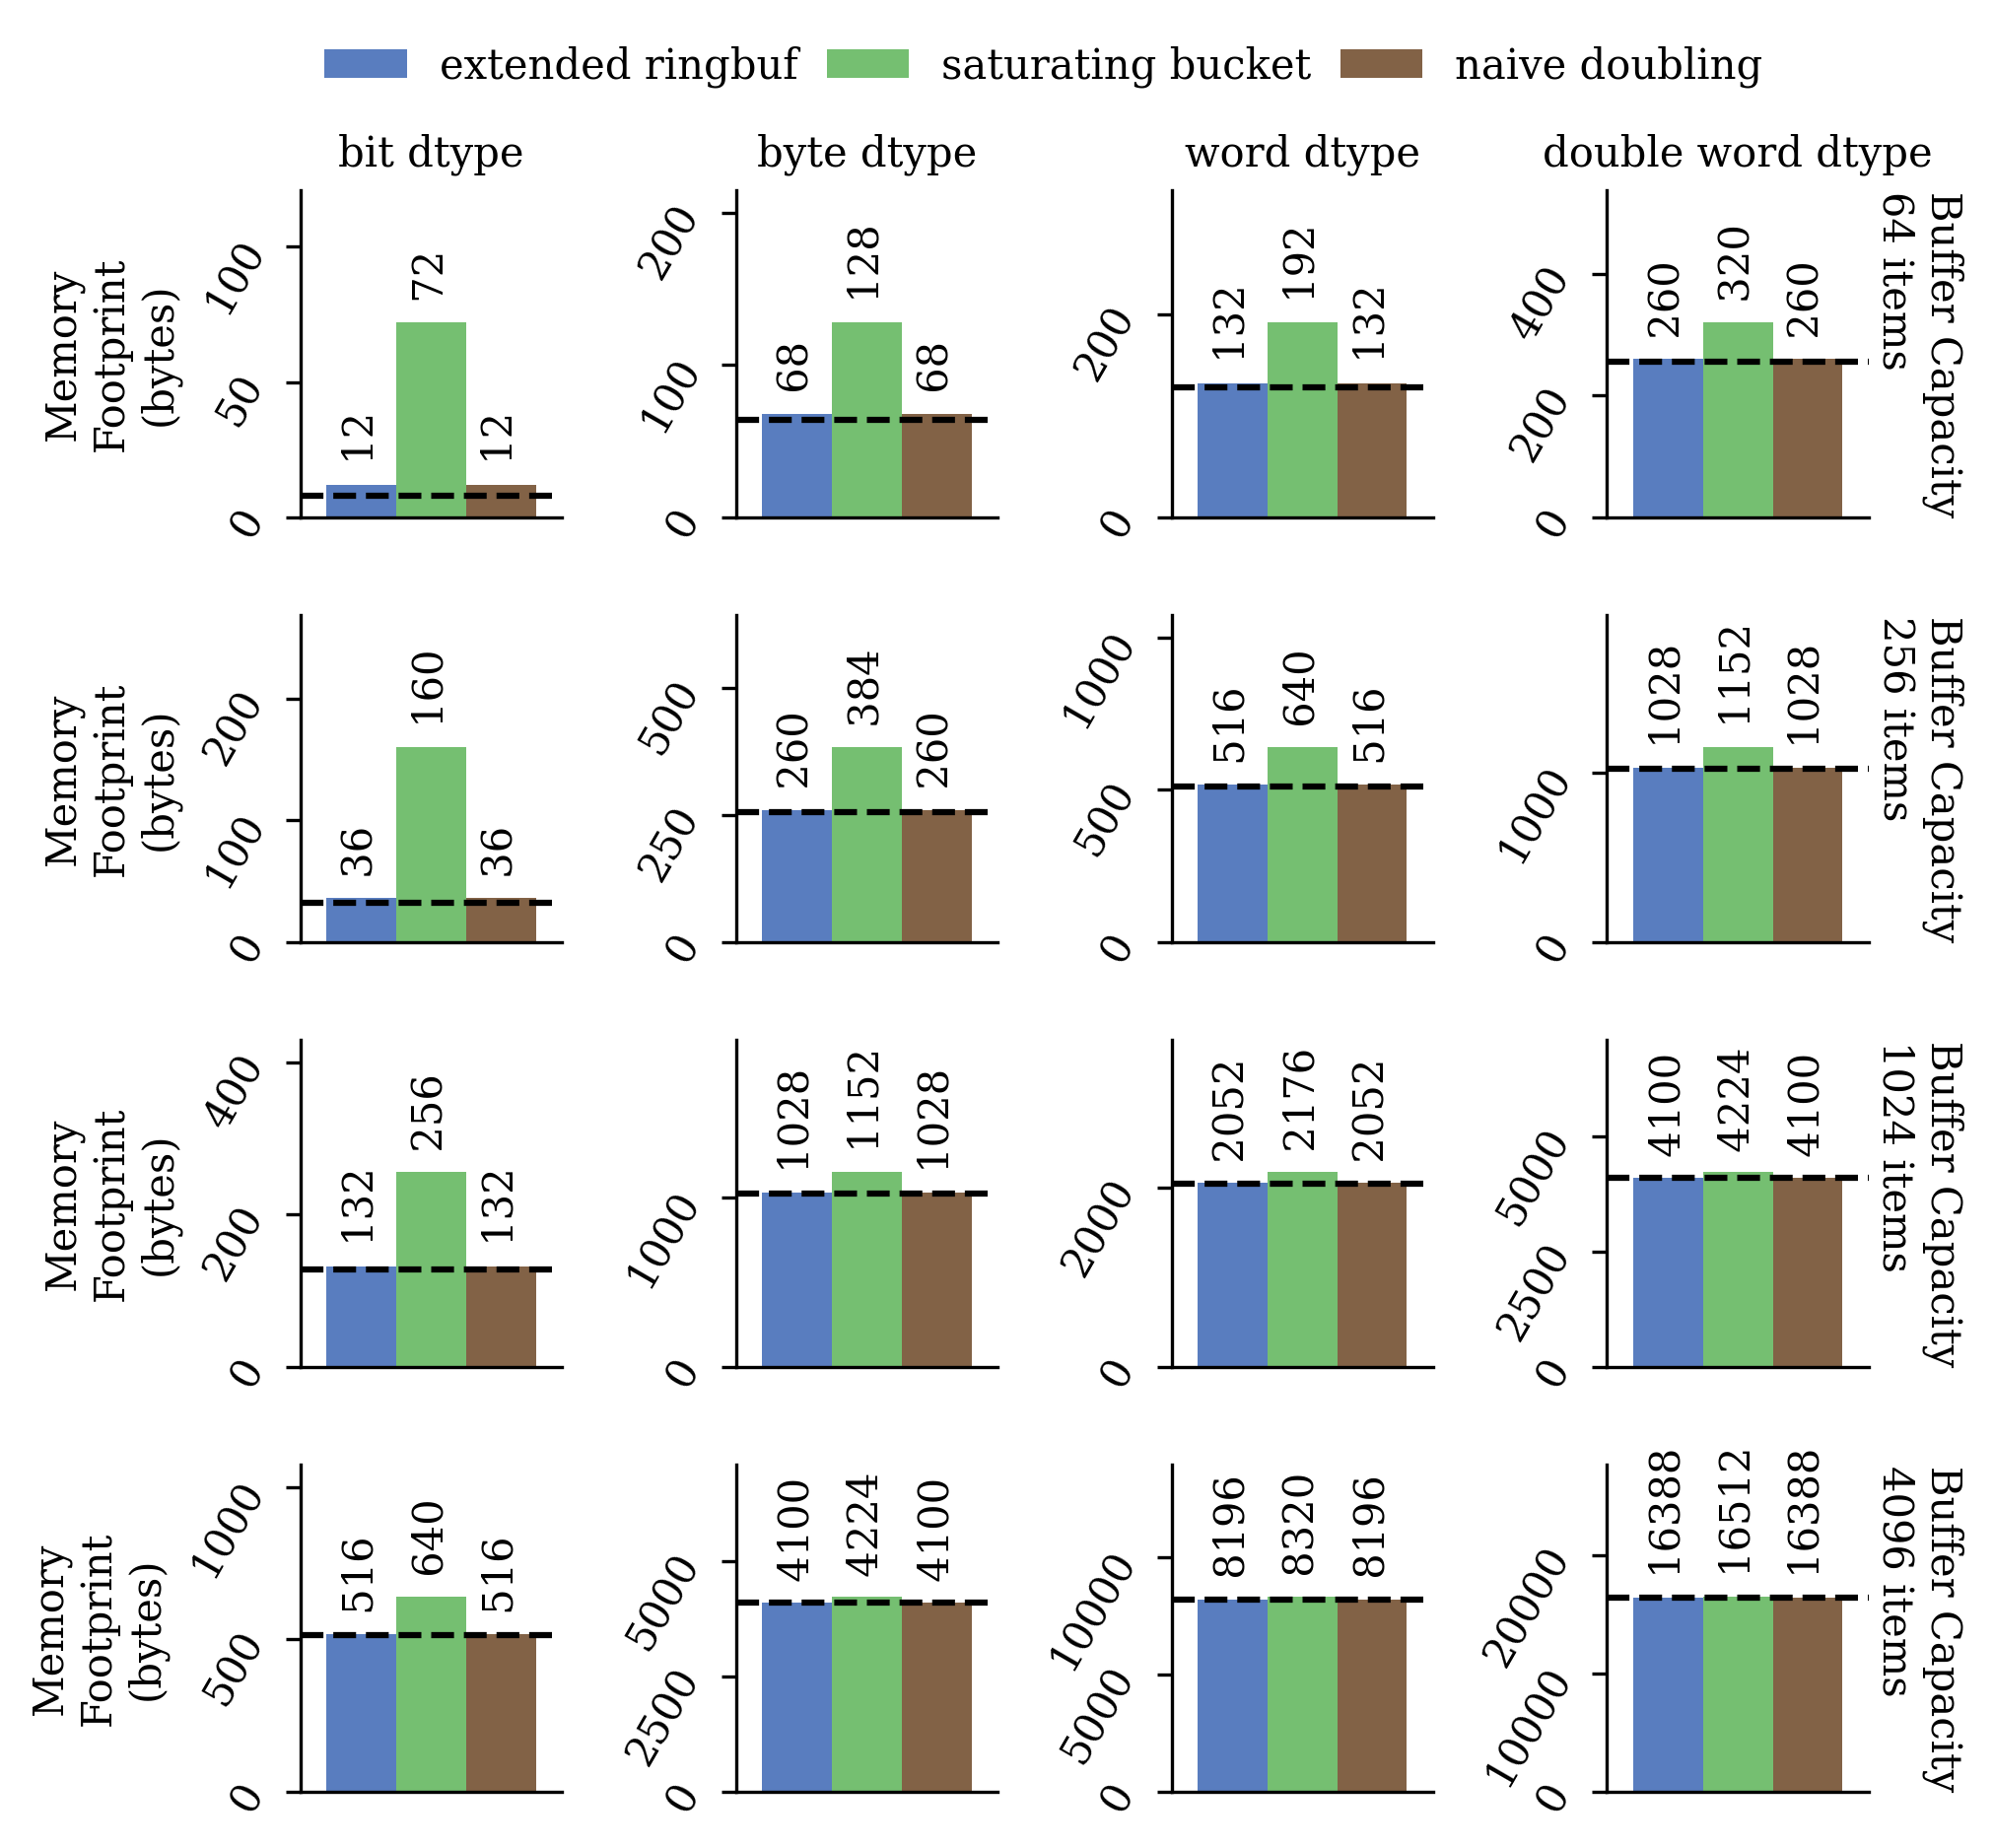 extended ringbuf saturating bucket naive doubling
bit dtype byte dtype word dtype double word dtype
Memory
Footprint
(bytes)
0 50 100
12 72 12
0 100 200
68 128 68
0 200
132 192 132
0 200 400
260 320 260
Buffer Capacity
64 items
Memory
Footprint
(bytes)
0 100 200
36 160 36
0 250 500
260 384 260
0 500 1000
516 640 516
0 1000
1028 1152 1028
Buffer Capacity
256 items
Memory
Footprint
(bytes)
0 200 400
132 256 132
0 1000
1028 1152 1028
0 2000
2052 2176 2052
0 2500 5000
4100 4224 4100
Buffer Capacity
1024 items
Memory
Footprint
(bytes)
0 500 1000
516 640 516
0 2500 5000
4100 4224 4100
0 5000 10000
8196 8320 8196
0 10000 20000
16388 16512 16388
Buffer Capacity
4096 items